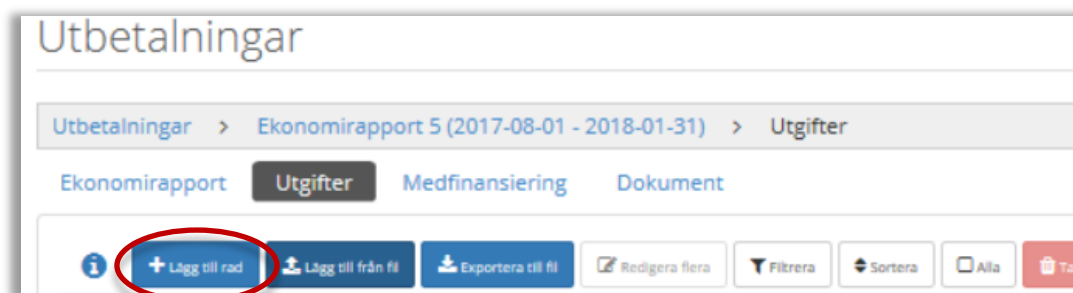 Utbetalningar
Utbetalningar > Ekonomirapport 5 (2017-08-01 - 2018-01-31) > Utgifter
Ekonomirapport Utgifter Medfinansiering Dokument
Lägg till rad Lägg till från fil Exportera till fil Redigera flera Filtrera Sortera Alla